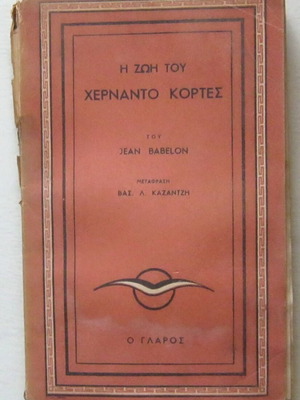 Η ΖΩΗ ΤΟΥ
ΧΕΡΝΑΝΤΟ ΚΟΡΤΕΣ
ΤΟΥ
JEAN BABELON
ΜΕΤΑΦΡΑΣΗ
ΒΑΣ. Λ. ΚΑΖΑΝΤΖΗ
Ο ΓΛΑΡΟΣ